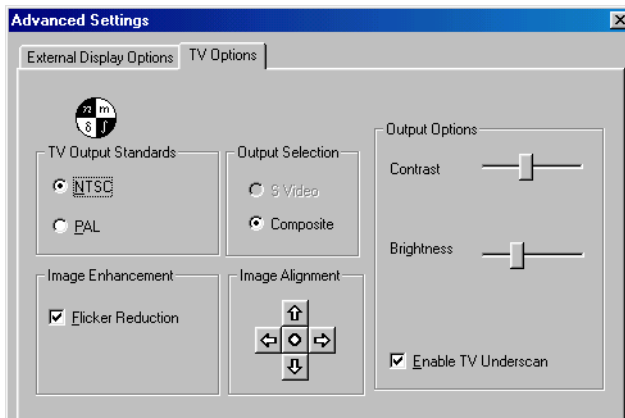 Advanced Settings
External Display Options
TV Options
n m
δ ∫
TV Output Standards
NTSC
PAL
Output Selection
S Video
Composite
Output Options
Contrast
Brightness
Enable TV Underscan
Image Enhancement
Flicker Reduction
Image Alignment